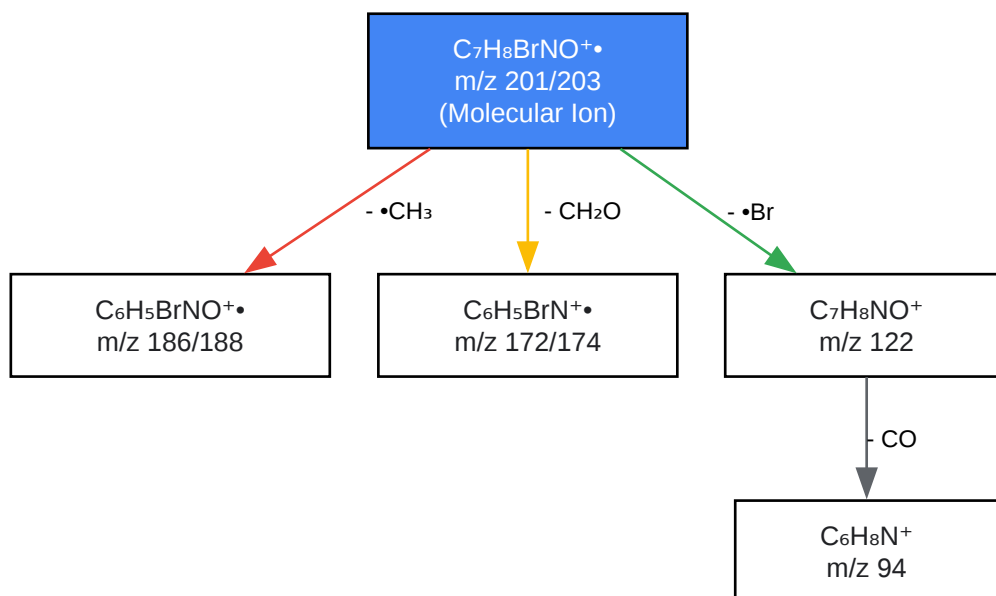 C₇H₈BrNO⁺•
m/z 201/203
(Molecular Ion)
- •CH₃
- CH₂O
- •Br
C₆H₅BrNO⁺•
m/z 186/188
C₆H₅BrN⁺•
m/z 172/174
C₇H₈NO⁺
m/z 122
- CO
C₆H₈N⁺
m/z 94